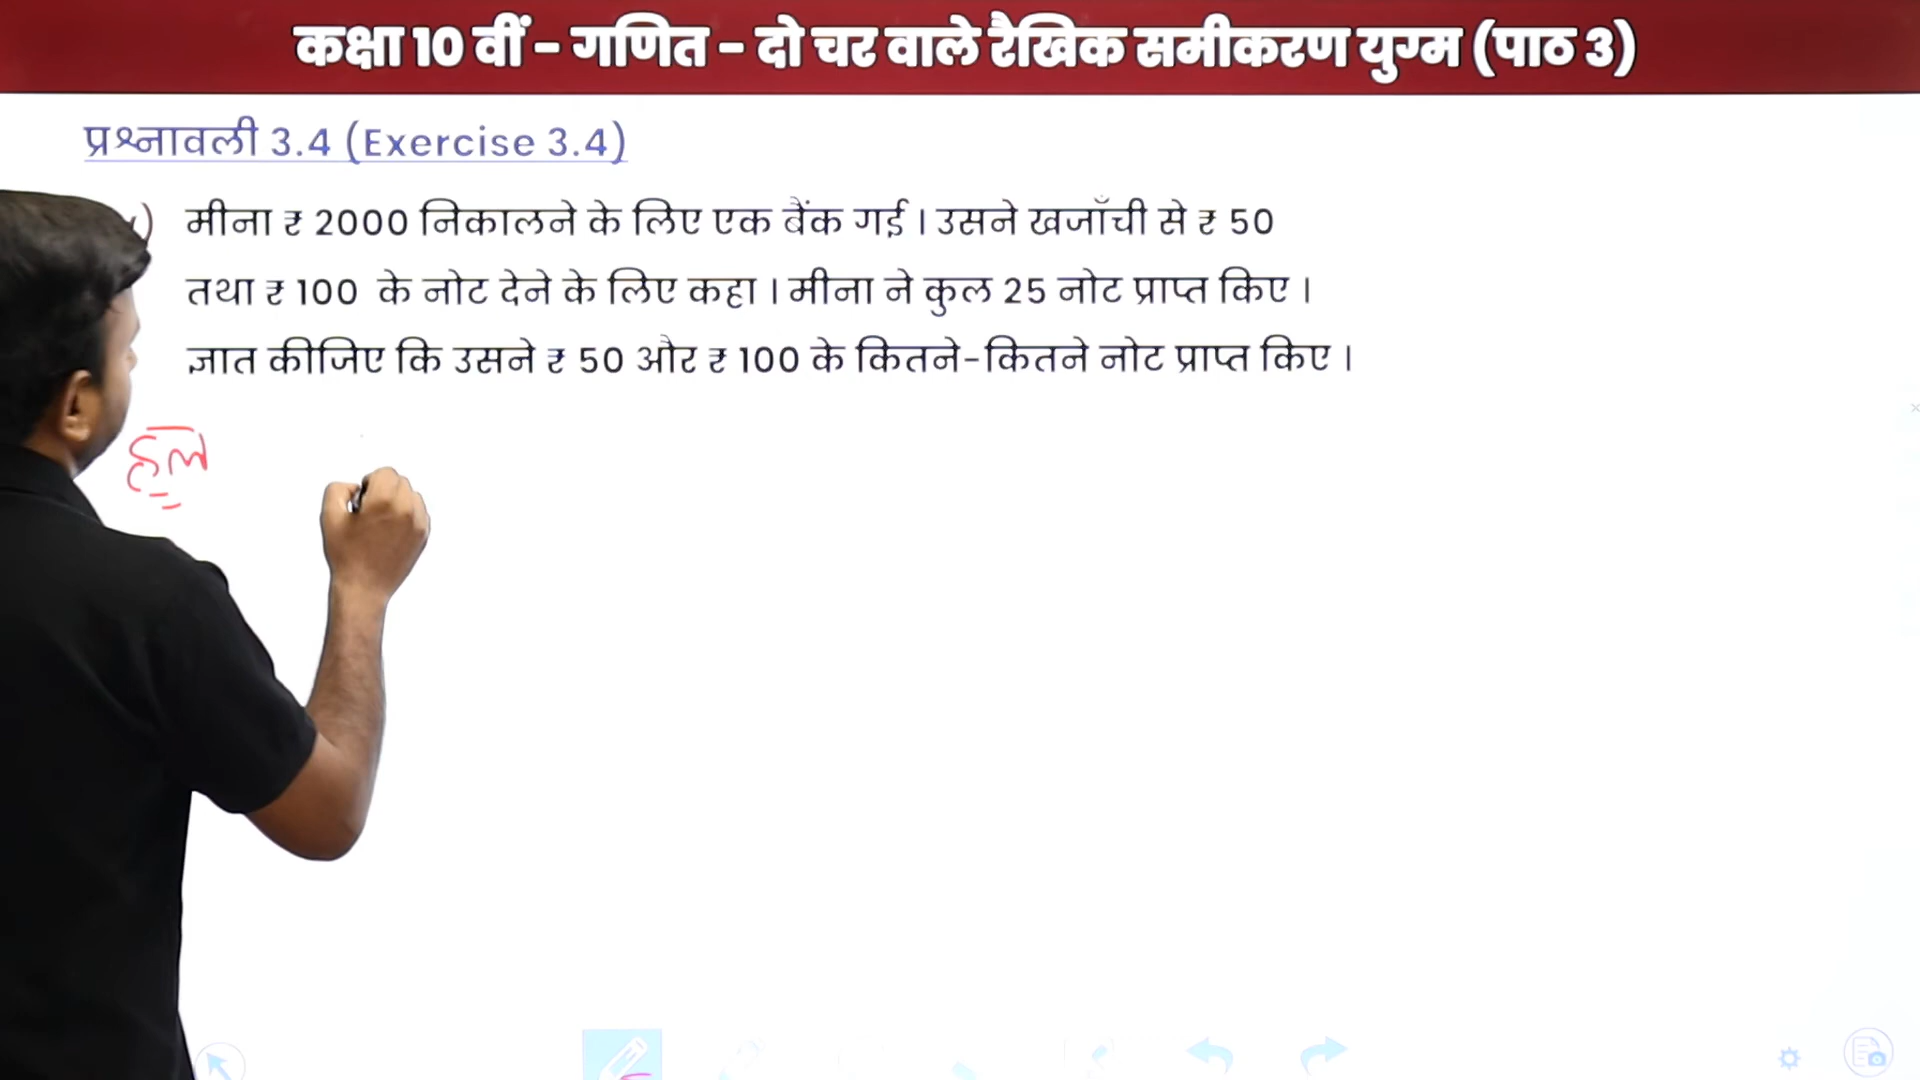 कक्षा 10 वीं – गणित – दो चर वाले रैखिक समीकरण युग्म (पाठ 3)
प्रश्नावली 3.4 (Exercise 3.4)
मीना ₹ 2000 निकालने के लिए एक बैंक गई । उसने खजाँची से ₹ 50
तथा ₹ 100 के नोट देने के लिए कहा । मीना ने कुल 25 नोट प्राप्त किए ।
ज्ञात कीजिए कि उसने ₹ 50 और ₹ 100 के कितने-कितने नोट प्राप्त किए ।
हल